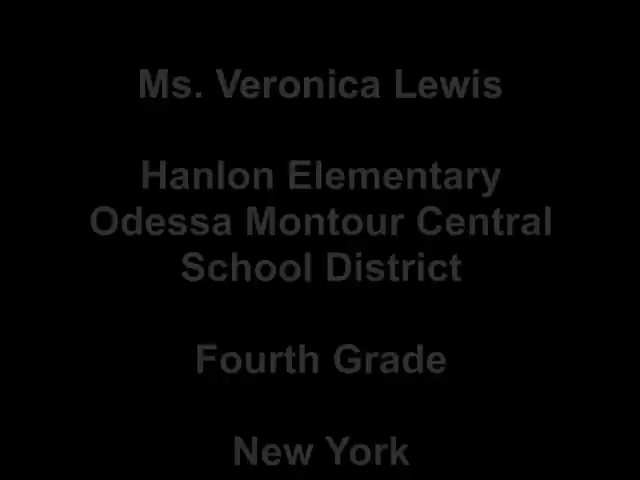 Ms. Veronica Lewis
Hanlon Elementary
Odessa Montour Central
School District
Fourth Grade
New York